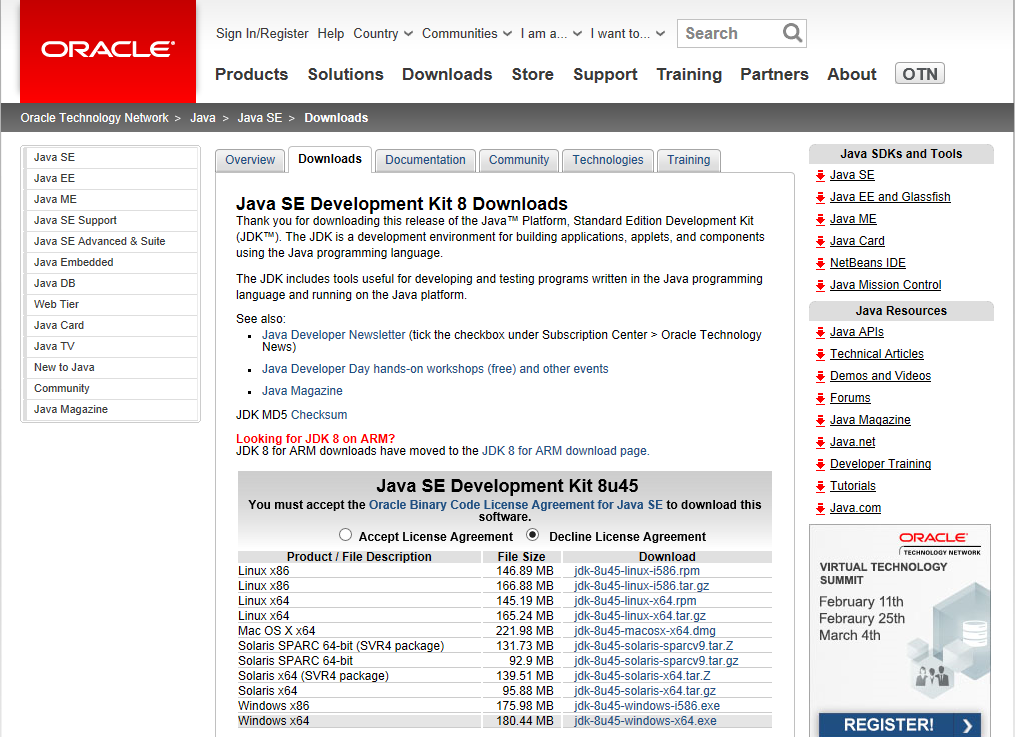 ORACLE
Sign In/Register Help Country Communities I am a... I want to... Search
Products Solutions Downloads Store Support Training Partners About OTN
Oracle Technology Network > Java > Java SE > Downloads
Java SE
Java EE
Java ME
Java SE Support
Java SE Advanced & Suite
Java Embedded
Java DB
Web Tier
Java Card
Java TV
New to Java
Community
Java Magazine
Overview Downloads Documentation Community Technologies Training
Java SE Development Kit 8 Downloads
Thank you for downloading this release of the Java™ Platform, Standard Edition Development Kit
(JDK™). The JDK is a development environment for building applications, applets, and components
using the Java programming language.
The JDK includes tools useful for developing and testing programs written in the Java programming
language and running on the Java platform.
See also:
Java Developer Newsletter (tick the checkbox under Subscription Center > Oracle Technology
News)
Java Developer Day hands-on workshops (free) and other events
Java Magazine
JDK MD5 Checksum
Looking for JDK 8 on ARM?
JDK 8 for ARM downloads have moved to the JDK 8 for ARM download page.
Java SE Development Kit 8u45
You must accept the Oracle Binary Code License Agreement for Java SE to download this
software.
Accept License Agreement Decline License Agreement
Product / File Description File Size Download
Linux x86 146.89 MB jdk-8u45-linux-i586.rpm
Linux x86 166.88 MB jdk-8u45-linux-i586.tar.gz
Linux x64 145.19 MB jdk-8u45-linux-x64.rpm
Linux x64 165.24 MB jdk-8u45-linux-x64.tar.gz
Mac OS X x64 221.98 MB jdk-8u45-macosx-x64.dmg
Solaris SPARC 64-bit (SVR4 package) 131.73 MB jdk-8u45-solaris-sparcv9.tar.Z
Solaris SPARC 64-bit 92.9 MB jdk-8u45-solaris-sparcv9.tar.gz
Solaris x64 (SVR4 package) 139.51 MB jdk-8u45-solaris-x64.tar.Z
Solaris x64 95.88 MB jdk-8u45-solaris-x64.tar.gz
Windows x86 175.98 MB jdk-8u45-windows-i586.exe
Windows x64 180.44 MB jdk-8u45-windows-x64.exe
Java SDKs and Tools
Java SE
Java EE and Glassfish
Java ME
Java Card
NetBeans IDE
Java Mission Control
Java Resources
Java APIs
Technical Articles
Demos and Videos
Forums
Java Magazine
Java.net
Developer Training
Tutorials
Java.com
ORACLE
TECHNOLOGY NETWORK
VIRTUAL TECHNOLOGY
SUMMIT
February 11th
Febraury 25th
March 4th
REGISTER!